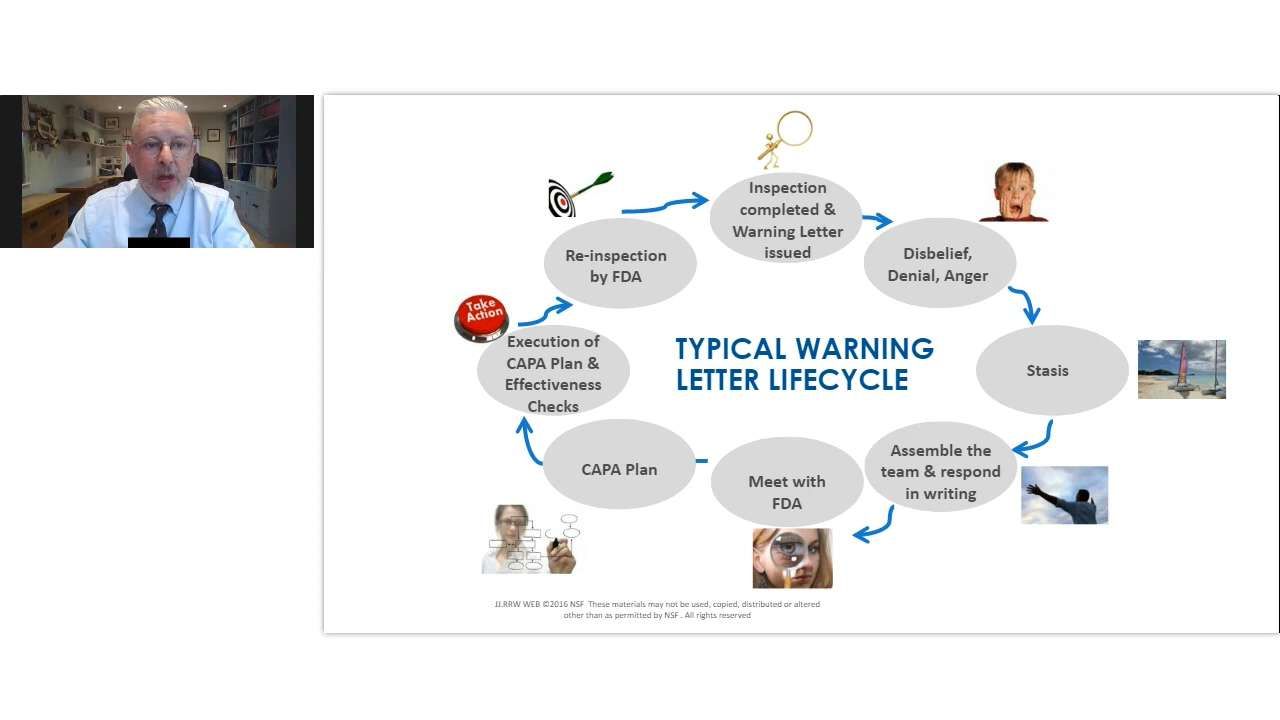 Inspection
completed &
Warning Letter
issued
Disbelief,
Denial, Anger
Stasis
Assemble the
team & respond
in writing
Meet with
FDA
CAPA Plan
Execution of
CAPA Plan &
Effectiveness
Checks
Take
Action
Re-inspection
by FDA
TYPICAL WARNING
LETTER LIFECYCLE
JJ.RRW WEB ©2016 NSF These materials may not be used, copied, distributed or altered
other than as permitted by NSF . All rights reserved